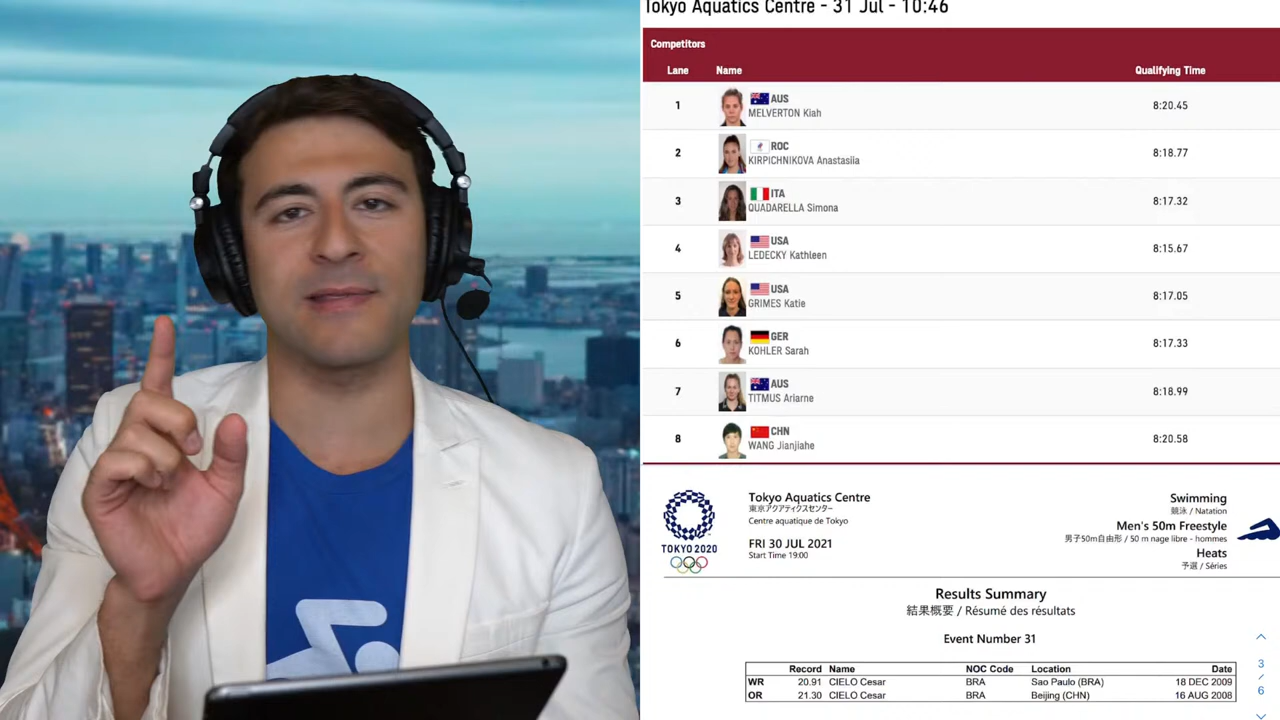 Tokyo Aquatics Centre - 31 Jul - 10:46
Competitors
Lane Name Qualifying Time
1 AUS MELVERTON Kiah 8:20.45
2 ROC KIRPICHNIKOVA Anastasiia 8:18.77
3 ITA QUADARELLA Simona 8:17.32
4 USA LEDECKY Kathleen 8:15.67
5 USA GRIMES Katie 8:17.05
6 GER KOHLER Sarah 8:17.33
7 AUS TITMUS Ariarne 8:18.99
8 CHN WANG Jianjiahe 8:20.58
TOKYO 2020
Tokyo Aquatics Centre
東京アクアティクスセンター
Centre aquatique de Tokyo
FRI 30 JUL 2021
Start Time 19:00
Swimming
競泳 / Natation
Men's 50m Freestyle
男子50m自由形 / 50 m nage libre - hommes
Heats
予選 / Séries
Results Summary
結果概要 / Résumé des résultats
Event Number 31
Record Name NOC Code Location Date
WR 20.91 CIELO Cesar BRA Sao Paulo (BRA) 18 DEC 2009
OR 21.30 CIELO Cesar BRA Beijing (CHN) 16 AUG 2008
3
/
6